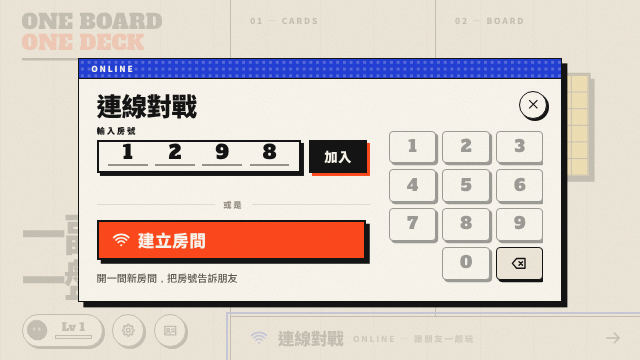 ONE BOARD
ONE DECK
01 — CARDS
02 — BOARD
ONLINE
連線對戰
輸入房號
1 2 9 8
加入
或是
建立房間
開一間新房間，把房號告訴朋友
1 2 3
4 5 6
7 8 9
0
一
一
Lv 1
連線對戰 ONLINE — 跟朋友一起玩